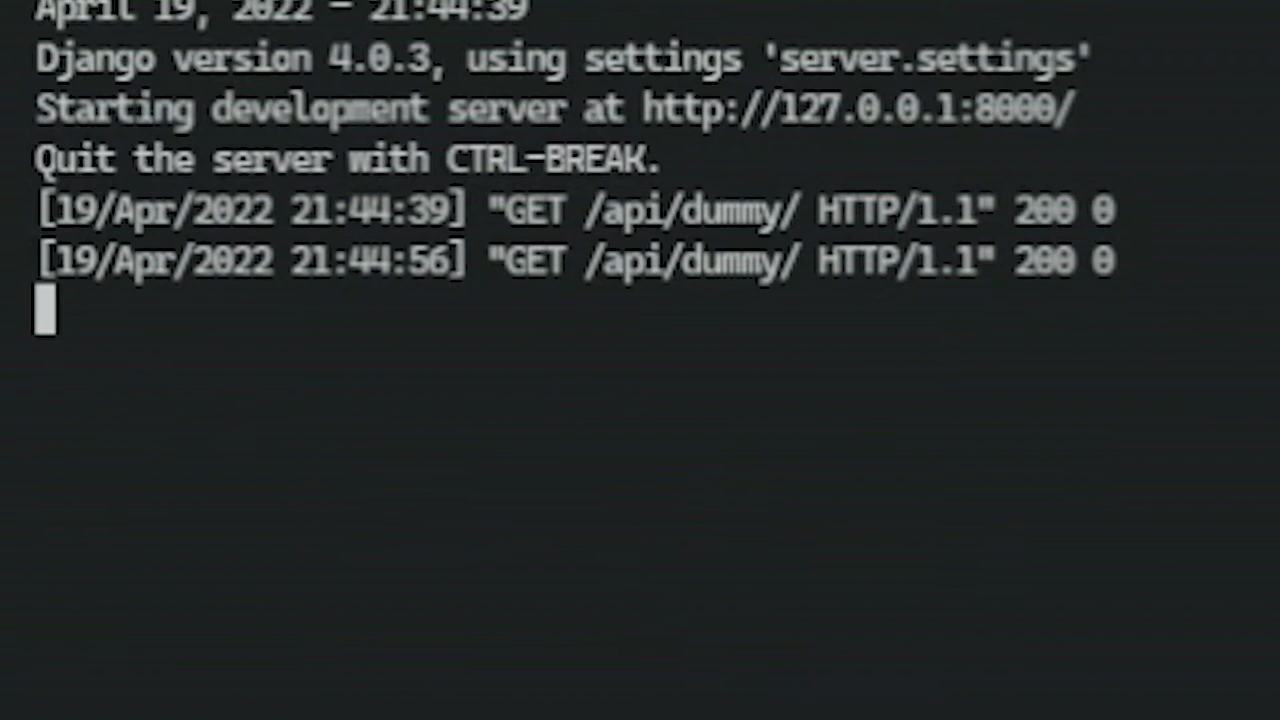 April 19, 2022 - 21:44:39
Django version 4.0.3, using settings 'server.settings'
Starting development server at http://127.0.0.1:8000/
Quit the server with CTRL-BREAK.
[19/Apr/2022 21:44:39] "GET /api/dummy/ HTTP/1.1" 200 0
[19/Apr/2022 21:44:56] "GET /api/dummy/ HTTP/1.1" 200 0